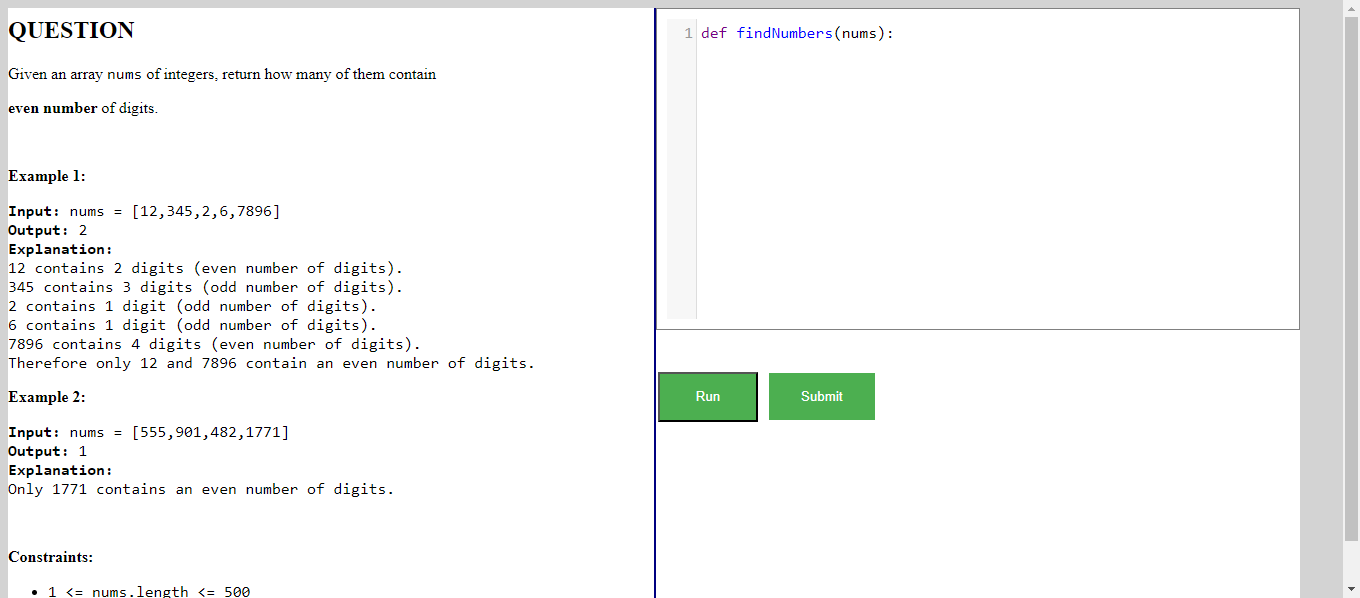 QUESTION
Given an array nums of integers, return how many of them contain
even number of digits.
Example 1:
Input: nums = [12,345,2,6,7896]
Output: 2
Explanation:
12 contains 2 digits (even number of digits).
345 contains 3 digits (odd number of digits).
2 contains 1 digit (odd number of digits).
6 contains 1 digit (odd number of digits).
7896 contains 4 digits (even number of digits).
Therefore only 12 and 7896 contain an even number of digits.
Example 2:
Input: nums = [555,901,482,1771]
Output: 1
Explanation:
Only 1771 contains an even number of digits.
Constraints:
• 1 <= nums.length <= 500
1 def findNumbers(nums):
Run
Submit